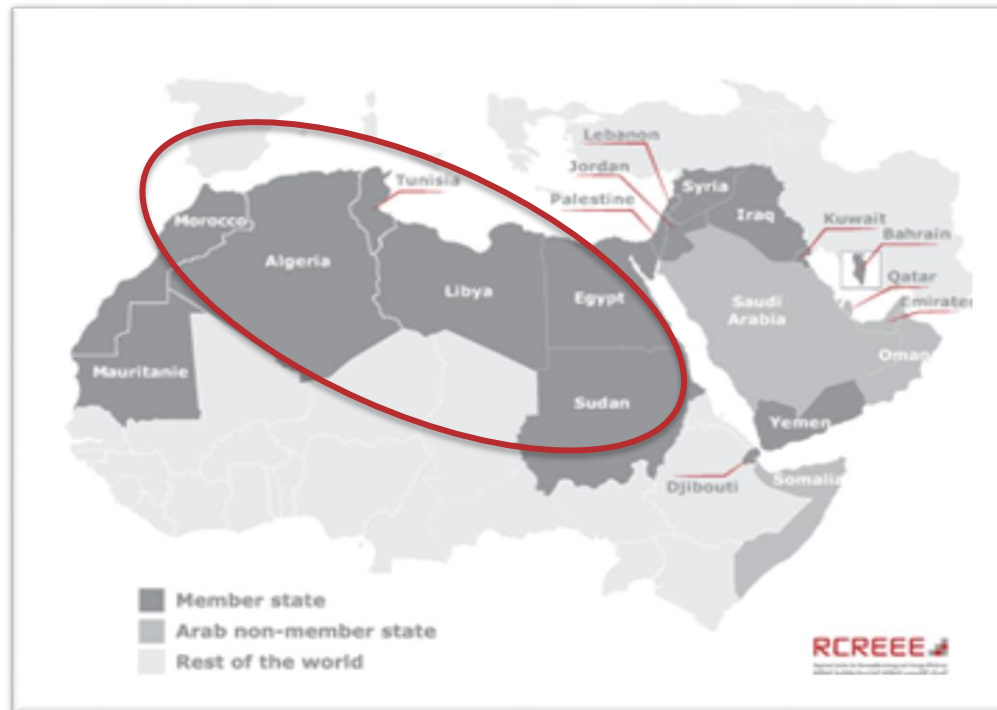 Lebanon
Jordan
Tunisia
Syria
Palestine
Morocco
Iraq
Kuwait
Bahrain
Algeria
Qatar
Libya
Egypt
Saudi
Arabia
Emirate
Oman
Mauritanie
Sudan
Yemen
Djibouti
Somalia
Member state
Arab non-member state
Rest of the world
RCREEE